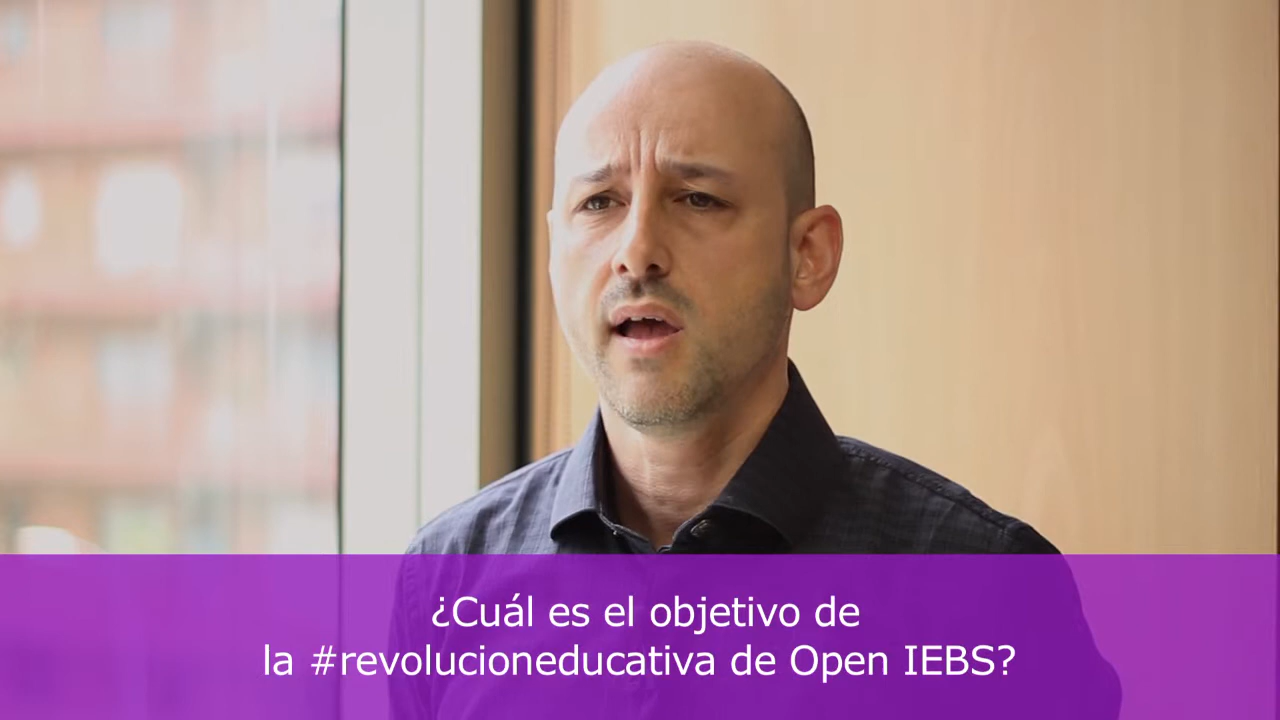 ¿Cuál es el objetivo de
la #revolucioneducativa de Open IEBS?